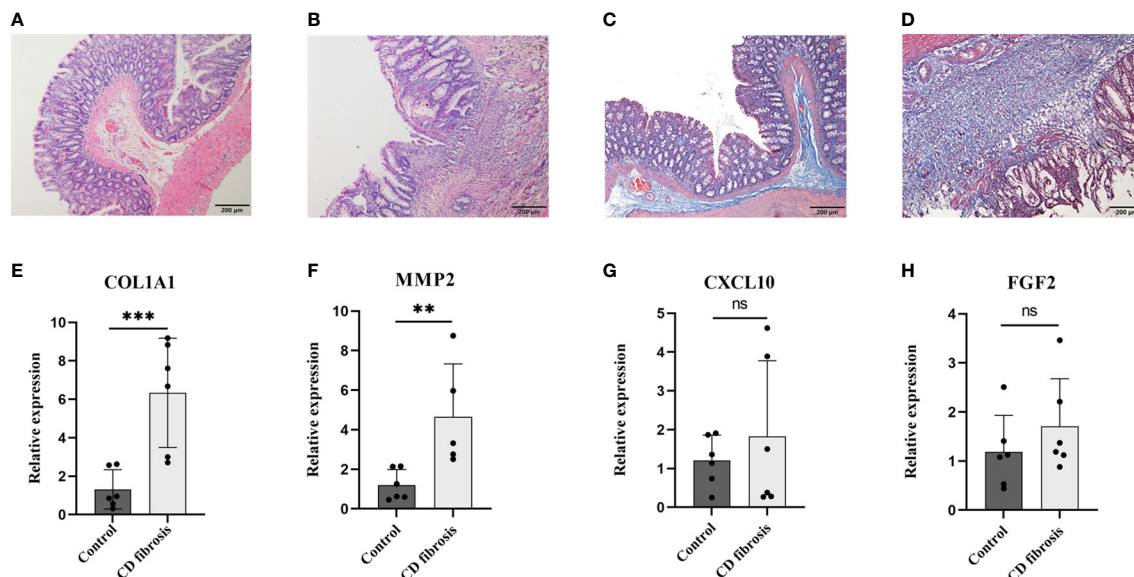 A
B
C
D
200 μm
200 μm
200 μm
200 μm
E
COL1A1
***
10
8
6
4
2
0
Relative expression
Control
CD fibrosis
F
MMP2
**
10
8
6
4
2
0
Relative expression
Control
CD fibrosis
G
CXCL10
ns
5
4
3
2
1
0
Relative expression
Control
CD fibrosis
H
FGF2
ns
4
3
2
1
0
Relative expression
Control
CD fibrosis